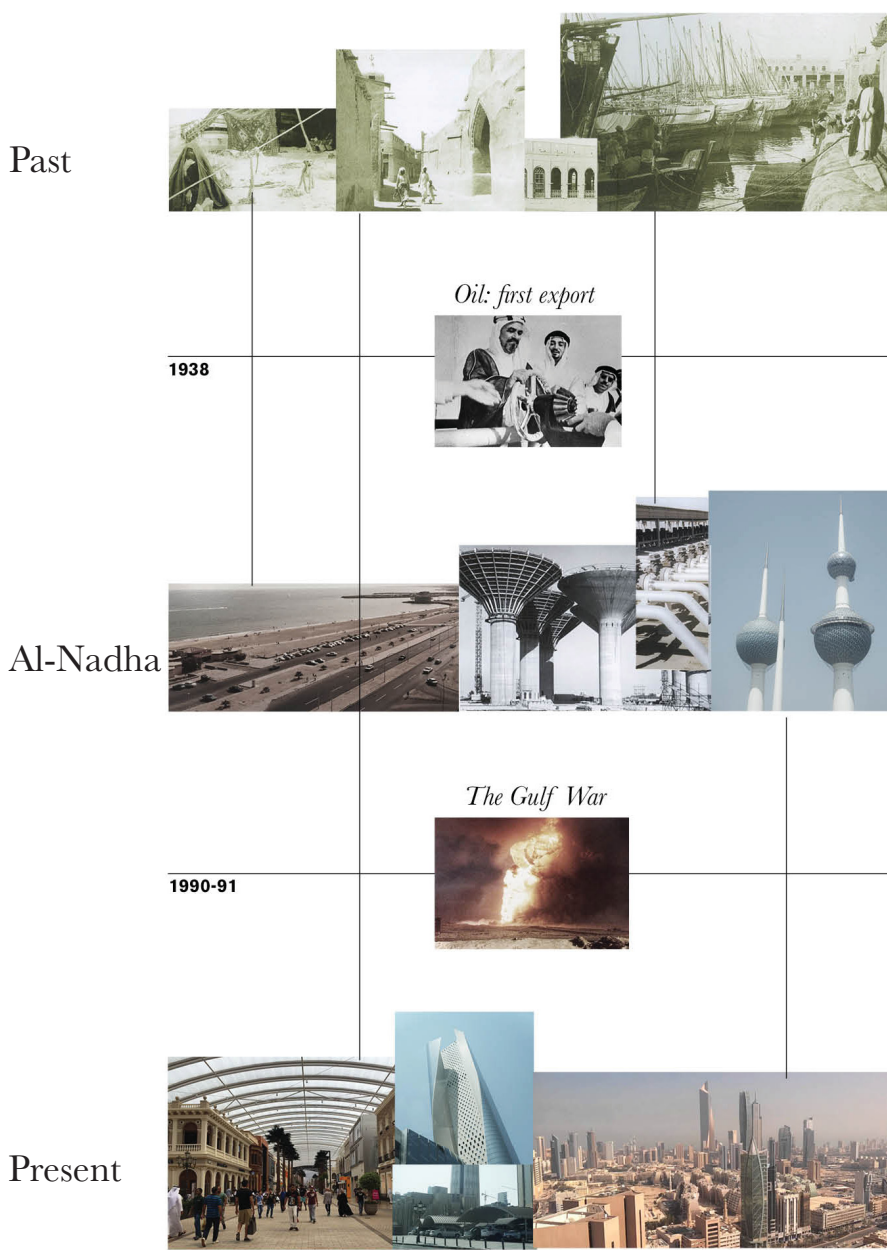 Past
Oil: first export
1938
Al-Nadha
The Gulf War
1990-91
Present